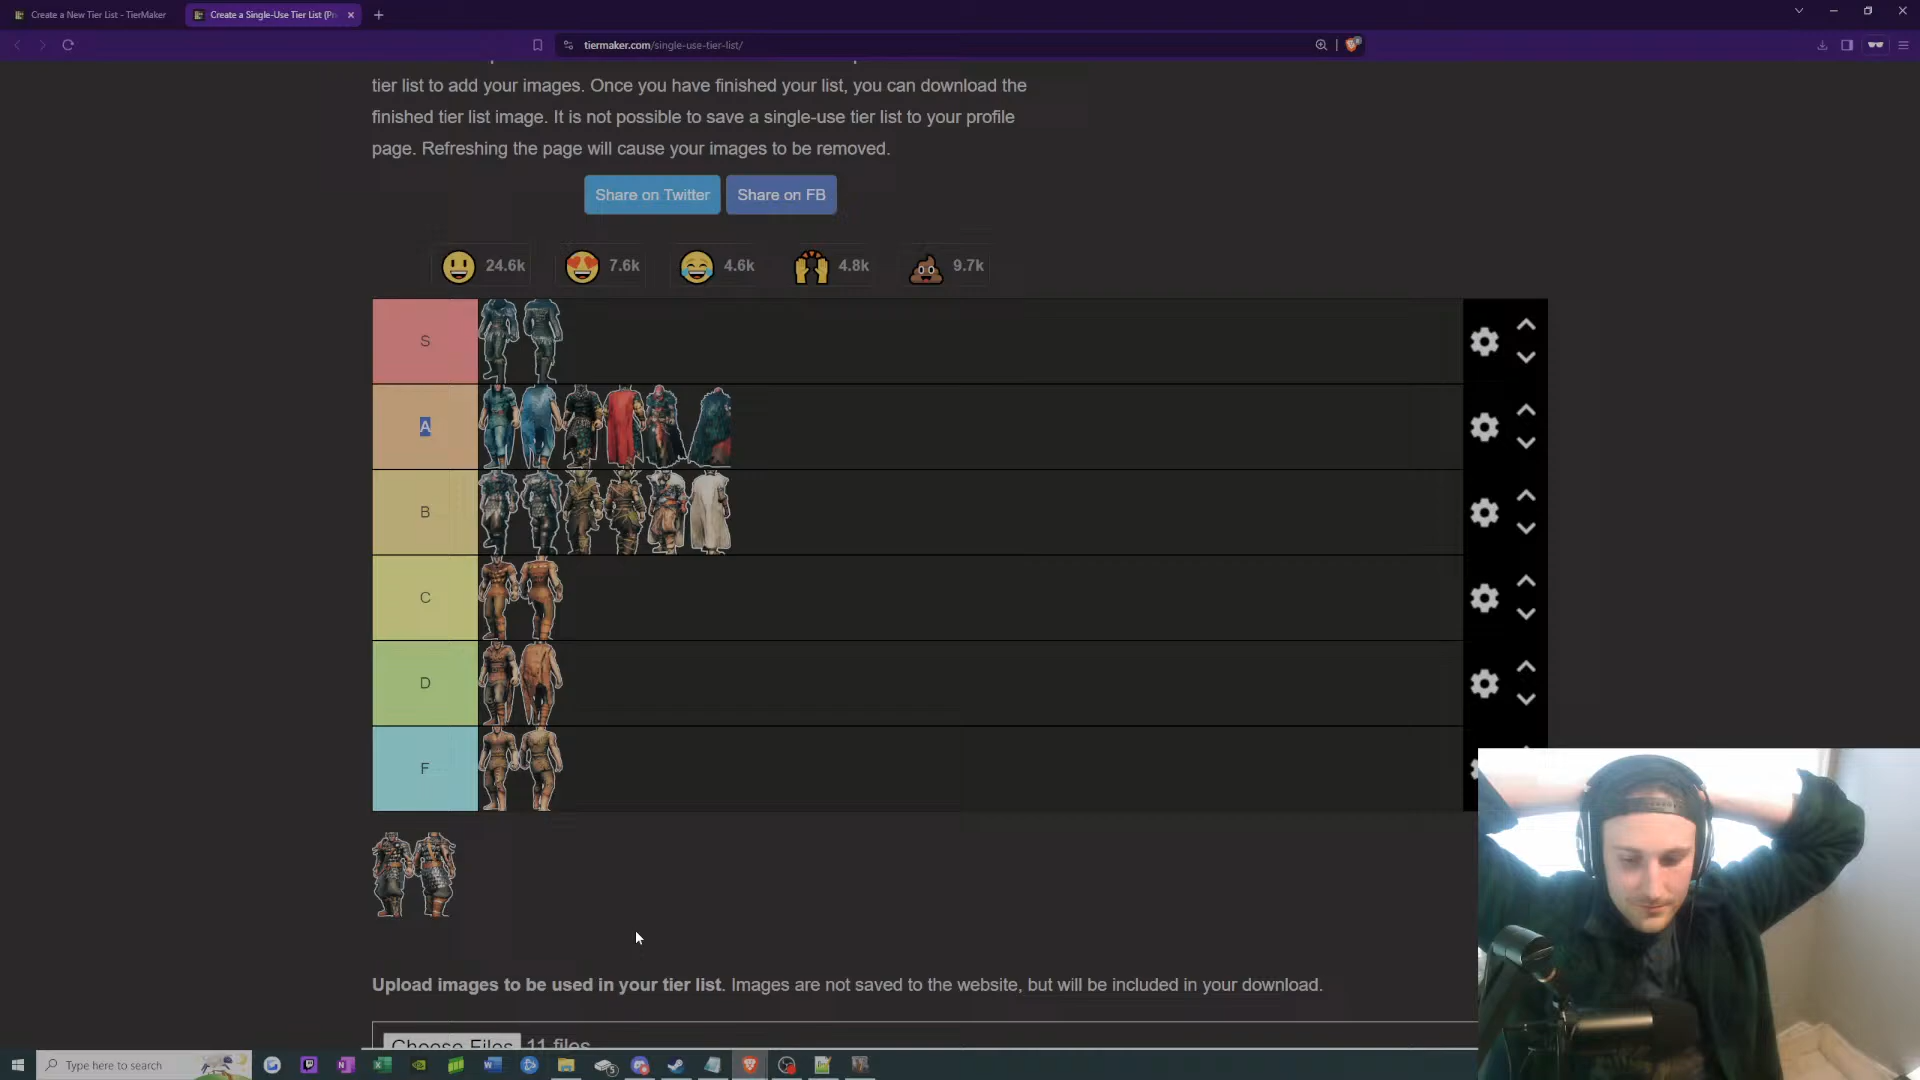 Create a New Tier List - TierMaker
Create a Single-Use Tier List (Pr
tiermaker.com/single-use-tier-list/
tier list to add your images. Once you have finished your list, you can download the
finished tier list image. It is not possible to save a single-use tier list to your profile
page. Refreshing the page will cause your images to be removed.
Share on Twitter
Share on FB
24.6k
7.6k
4.6k
4.8k
9.7k
S
A
B
C
D
F
Upload images to be used in your tier list. Images are not saved to the website, but will be included in your download.
Choose Files 11 files
Type here to search
5